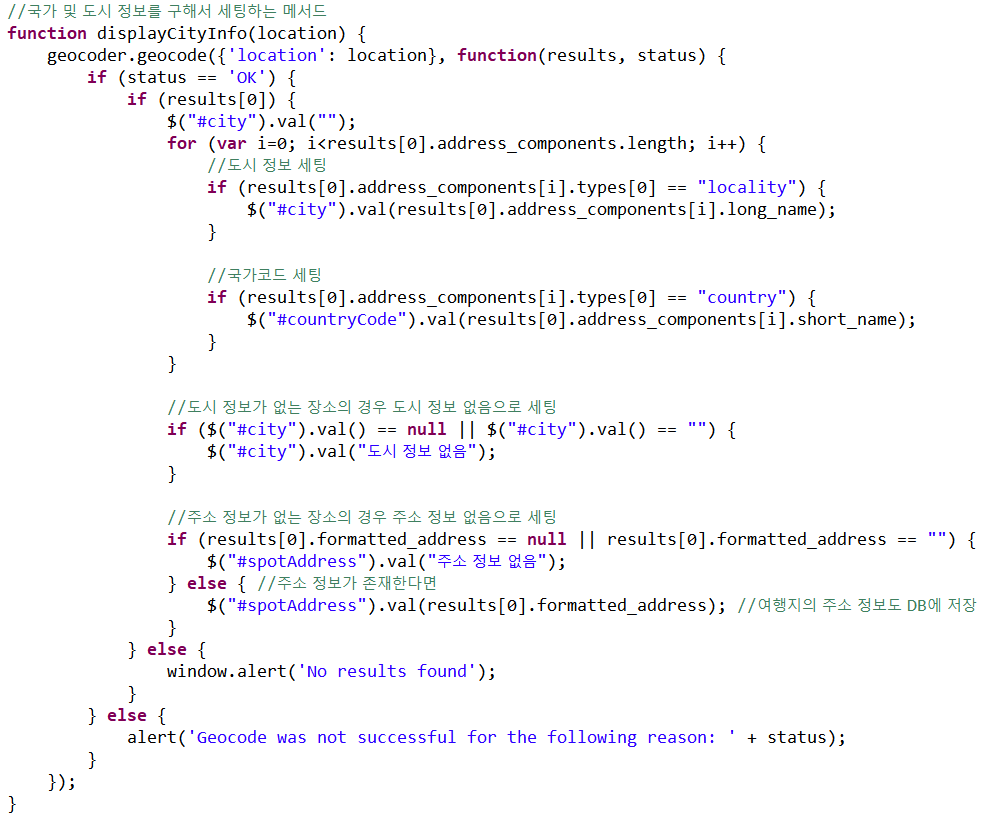 //국가 및 도시 정보를 구해서 세팅하는 메서드
function displayCityInfo(location) {
    geocoder.geocode({'location': location}, function(results, status) {
        if (status == 'OK') {
            if (results[0]) {
                $("#city").val("");
                for (var i=0; i<results[0].address_components.length; i++) {
                    //도시 정보 세팅
                    if (results[0].address_components[i].types[0] == "locality") {
                        $("#city").val(results[0].address_components[i].long_name);
                    }

                    //국가코드 세팅
                    if (results[0].address_components[i].types[0] == "country") {
                        $("#countryCode").val(results[0].address_components[i].short_name);
                    }
                }

                //도시 정보가 없는 장소의 경우 도시 정보 없음으로 세팅
                if ($("#city").val() == null || $("#city").val() == "") {
                    $("#city").val("도시 정보 없음");
                }

                //주소 정보가 없는 장소의 경우 주소 정보 없음으로 세팅
                if (results[0].formatted_address == null || results[0].formatted_address == "") {
                    $("#spotAddress").val("주소 정보 없음");
                } else { //주소 정보가 존재한다면
                    $("#spotAddress").val(results[0].formatted_address); //여행지의 주소 정보도 DB에 저장
                }
            } else {
                window.alert('No results found');
            }
        } else {
            alert('Geocode was not successful for the following reason: ' + status);
        }
    });
}